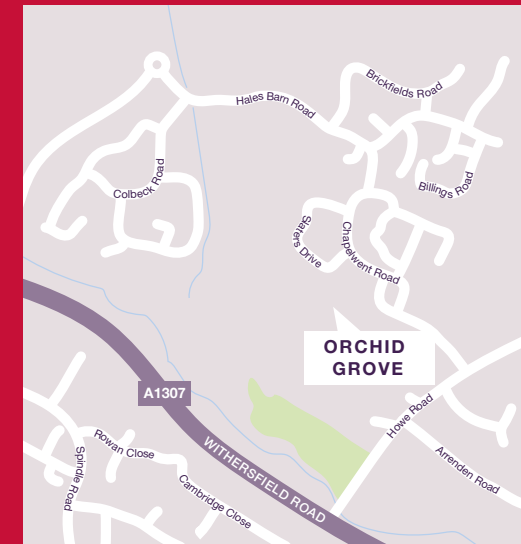 Brickfields Road
Hales Barn Road
Colbeck Road
Billings Road
Slaters Drive
Chapelwent Road
ORCHID
GROVE
A1307
Howe Road
WITHERSFIELD ROAD
Arrenden Road
Rowan Close
Spindle Road
Cambridge Close